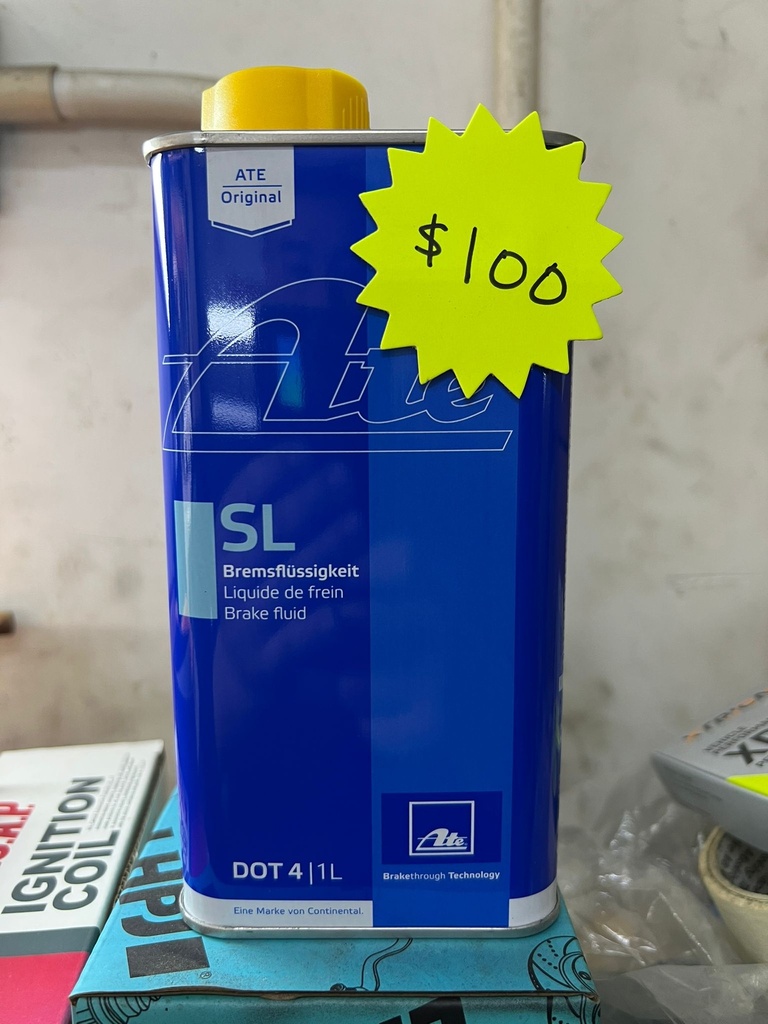 ATE
Original
$100
Ate
SL
Bremsflüssigkeit
Liquide de frein
Brake fluid
Ate
DOT 4 | 1L
Brakethrough Technology
Eine Marke von Continental.
IGNITION
COIL